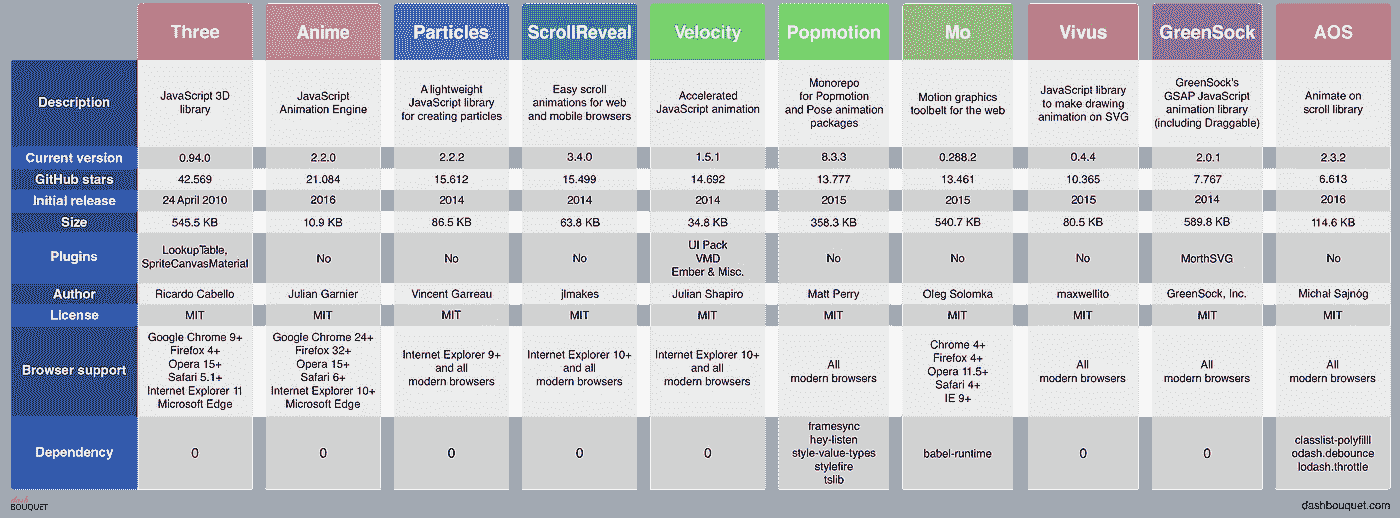 Three Anime Particles ScrollReveal Velocity Popmotion Mo Vivus GreenSock AOS
Description
JavaScript 3D
library
JavaScript
Animation Engine
A lightweight
JavaScript library
for creating particles
Easy scroll
animations for web
and mobile browsers
Accelerated
JavaScript animation
Monorepo
for Popmotion
and Pose animation
packages
Motion graphics
toolbelt for the web
JavaScript library
to make drawing
animation on SVG
GreenSock's
GSAP JavaScript
animation library
(including Draggable)
Animate on
scroll library
Current version 0.94.0 2.2.0 2.2.2 3.4.0 1.5.1 8.3.3 0.288.2 0.4.4 2.0.1 2.3.2
GitHub stars 42.569 21.084 15.612 15.499 14.692 13.777 13.461 10.365 7.767 6.613
Initial release 24 April 2010 2016 2014 2014 2014 2015 2015 2015 2014 2016
Size 545.5 KB 10.9 KB 86.5 KB 63.8 KB 34.8 KB 358.3 KB 540.7 KB 80.5 KB 589.8 KB 114.6 KB
Plugins
LookupTable,
SpriteCanvasMaterial
No
No
No
UI Pack
VMD
Ember & Misc.
No
No
No
MorthSVG
No
Author Ricardo Cabello Julian Garnier Vincent Garreau jlmakes Julian Shapiro Matt Perry Oleg Solomka maxwellito GreenSock, Inc. Michal Sajnóg
License MIT MIT MIT MIT MIT MIT MIT MIT MIT MIT
Browser support
Google Chrome 9+
Firefox 4+
Opera 15+
Safari 5.1+
Internet Explorer 11
Microsoft Edge
Google Chrome 24+
Firefox 32+
Opera 15+
Safari 6+
Internet Explorer 10+
Microsoft Edge
Internet Explorer 9+
and all
modern browsers
Internet Explorer 10+
and all
modern browsers
Internet Explorer 10+
and all
modern browsers
All
modern browsers
Chrome 4+
Firefox 4+
Opera 11.5+
Safari 4+
IE 9+
All
modern browsers
All
modern browsers
All
modern browsers
Dependency
0
0
0
0
0
framesync
hey-listen
style-value-types
stylefire
tslib
babel-runtime
0
0
classlist-polyfill
odash.debounce
lodash.throttle
dash
BOUQUET
dashbouquet.com